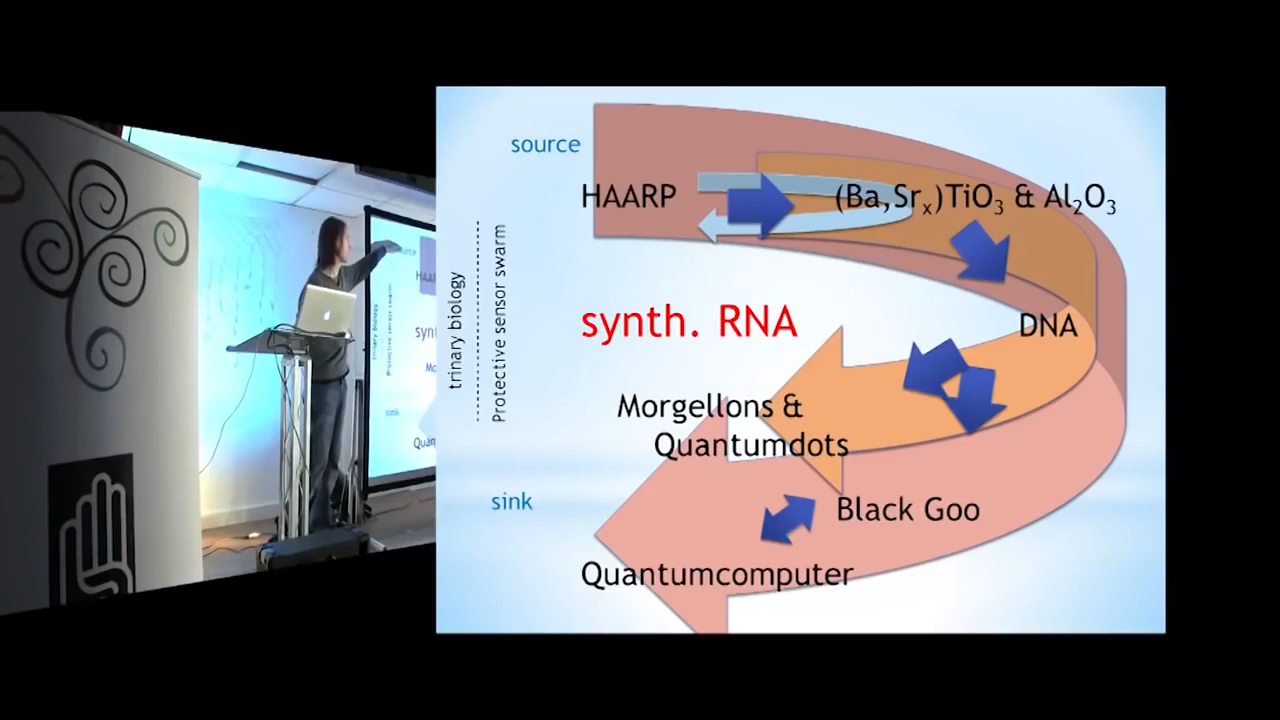 source
HAARP
(Ba,Srₓ)TiO₃ & Al₂O₃
trinary biology
Protective sensor swarm
synth. RNA
DNA
Morgellons &
Quantumdots
sink
Black Goo
Quantumcomputer